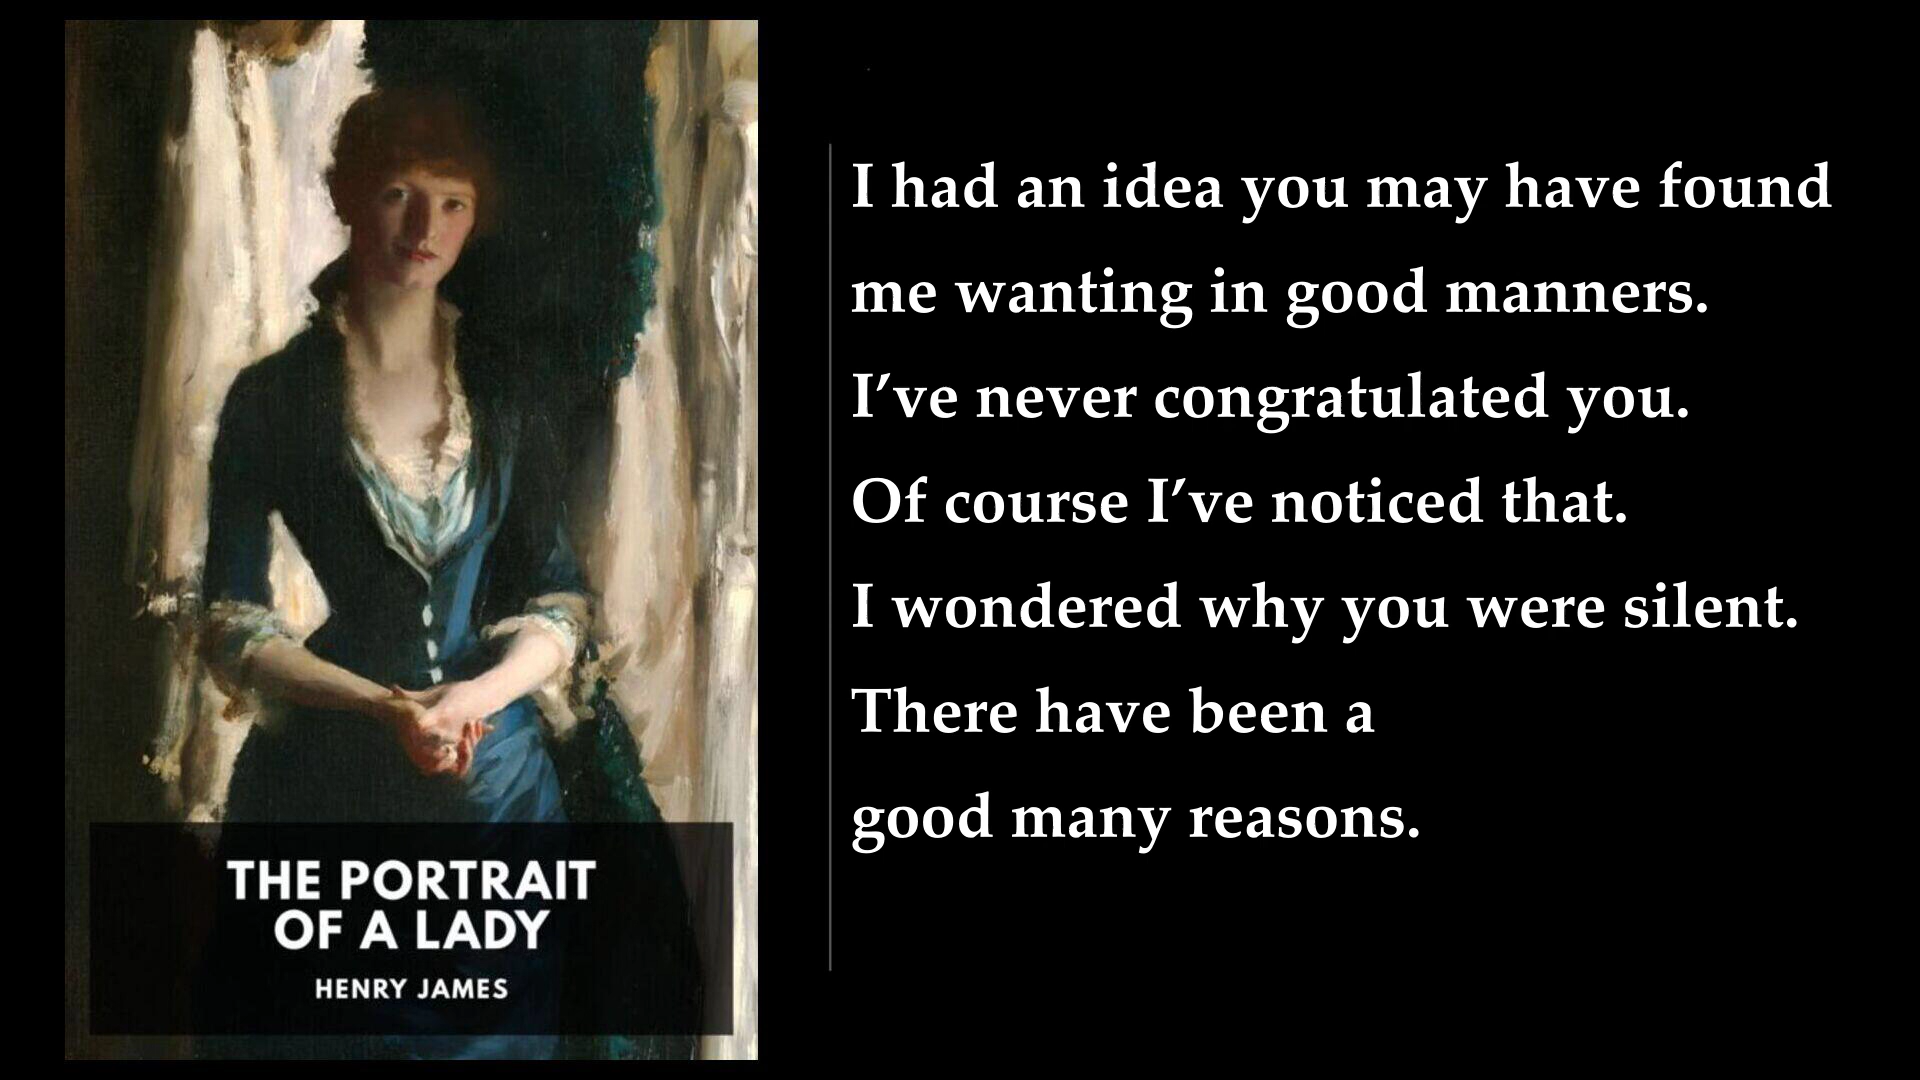 THE PORTRAIT
OF A LADY
HENRY JAMES
I had an idea you may have found
me wanting in good manners.
I’ve never congratulated you.
Of course I’ve noticed that.
I wondered why you were silent.
There have been a
good many reasons.